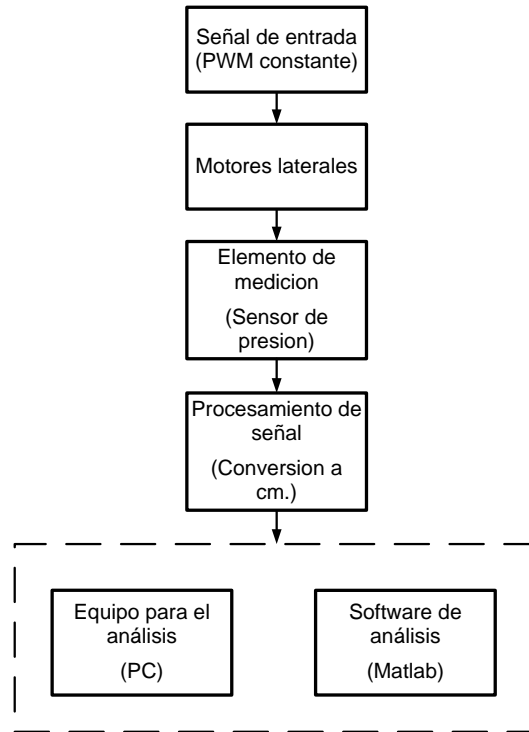 Señal de entrada
(PWM constante)
Motores laterales
Elemento de
medicion
(Sensor de
presion)
Procesamiento de
señal
(Conversion a
cm.)
Equipo para el
análisis
(PC)
Software de
análisis
(Matlab)